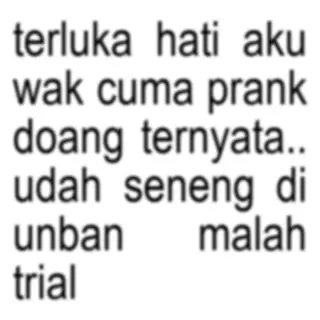 terluka hati aku
wak cuma prank
doang ternyata..
udah seneng di
unban malah
trial